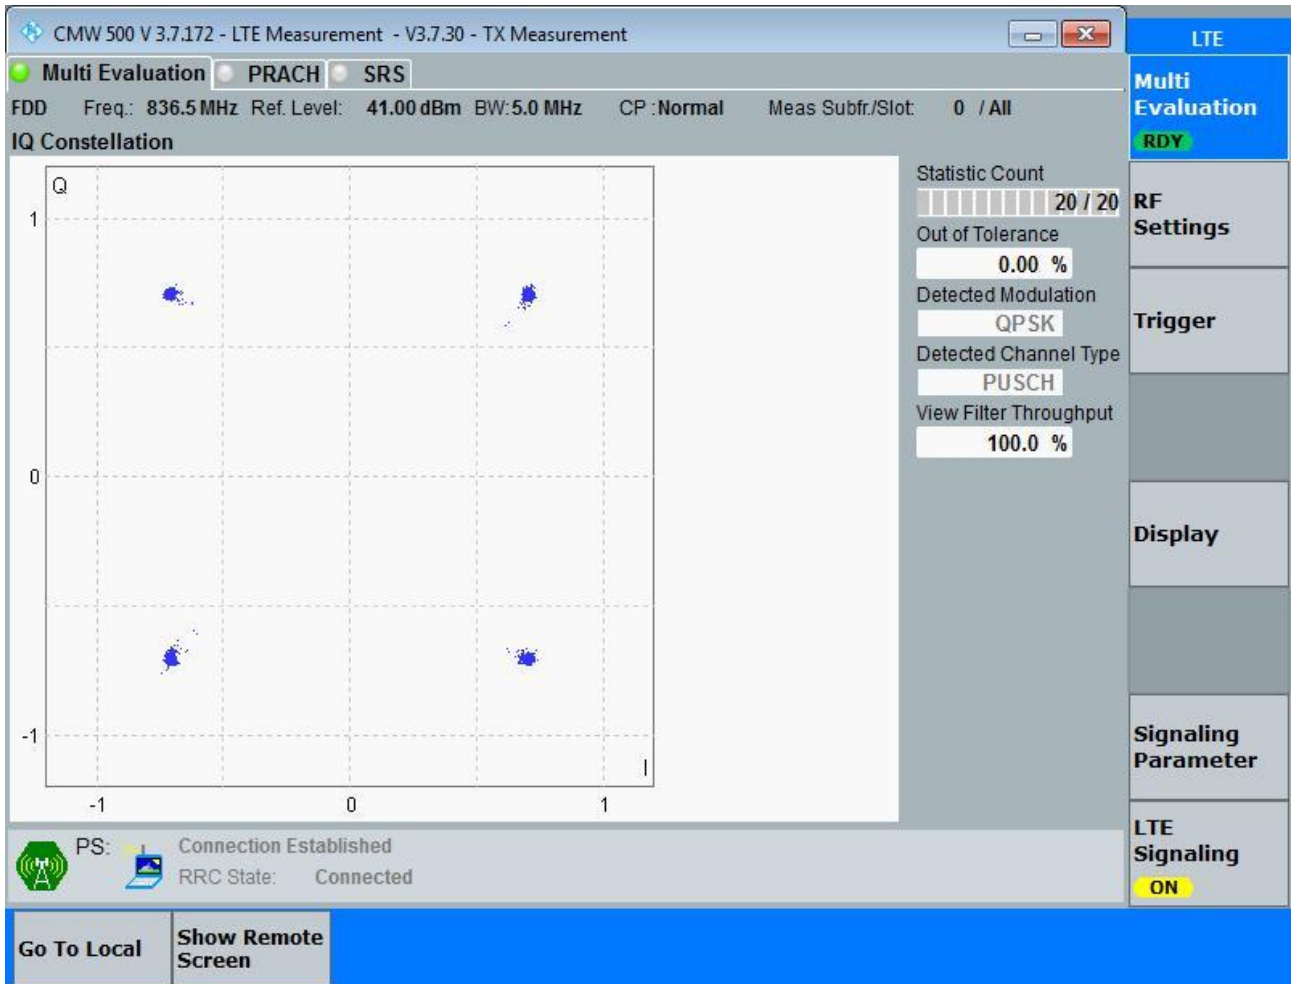 CMW 500 V 3.7.172 - LTE Measurement - V3.7.30 - TX Measurement
LTE
Multi Evaluation PRACH SRS
FDD Freq.: 836.5 MHz Ref. Level: 41.00 dBm BW: 5.0 MHz CP : Normal Meas Subfr./Slot: 0 / All
IQ Constellation
Q
1
0
-1
I
-1 0 1
Statistic Count
20 / 20
Out of Tolerance
0.00 %
Detected Modulation
QPSK
Detected Channel Type
PUSCH
View Filter Throughput
100.0 %
Multi
Evaluation
RDY
RF
Settings
Trigger
Display
Signaling
Parameter
LTE
Signaling
ON
PS: Connection Established
RRC State: Connected
Go To Local
Show Remote
Screen